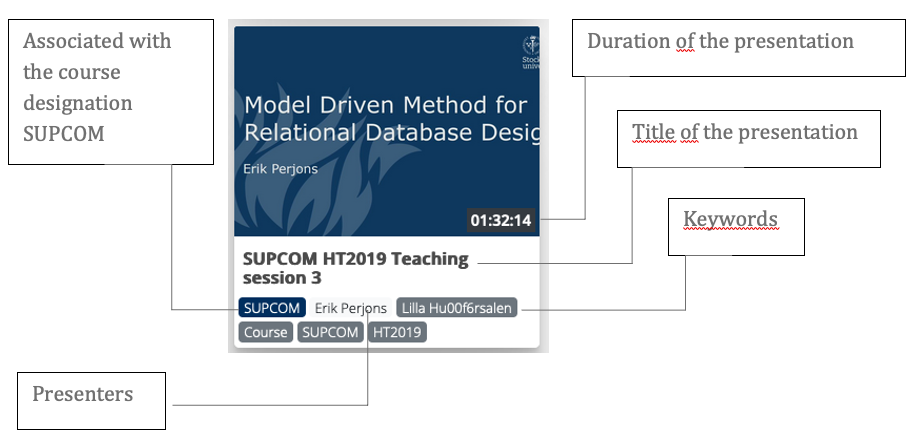 Associated with
the course
designation
SUPCOM
Duration of the presentation
Title of the presentation
Keywords
Stock
unive
Model Driven Method for
Relational Database Desig
Erik Perjons
01:32:14
SUPCOM HT2019 Teaching
session 3
SUPCOM Erik Perjons Lilla Hu00f6rsalen
Course SUPCOM HT2019
Presenters